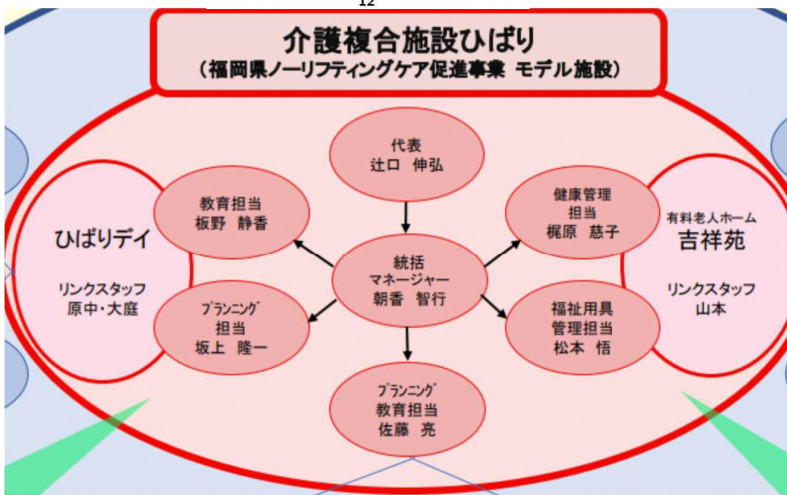 12
介護複合施設ひばり
(福岡県ノーリフティングケア促進事業 モデル施設)
代表
辻口 伸弘
教育担当
板野 静香
健康管理
担当
梶原 慈子
ひばりデイ
リンクスタッフ
原中・大庭
統括
マネージャー
朝香 智行
有料老人ホーム
吉祥苑
リンクスタッフ
山本
プランニング
担当
坂上 隆一
福祉用具
管理担当
松本 悟
プランニング
教育担当
佐藤 亮